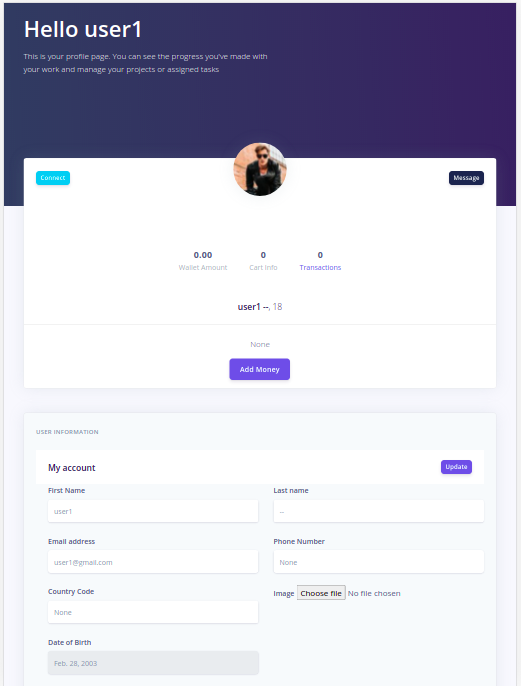 Hello user1
This is your profile page. You can see the progress you've made with
your work and manage your projects or assigned tasks
Connect
Message
0.00
0
0
Wallet Amount
Cart Info
Transactions
user1 --, 18
None
Add Money
USER INFORMATION
My account
Update
First Name
Last name
user1
--
Email address
Phone Number
user1@gmail.com
None
Country Code
Image Choose file No file chosen
None
Date of Birth
Feb. 28, 2003